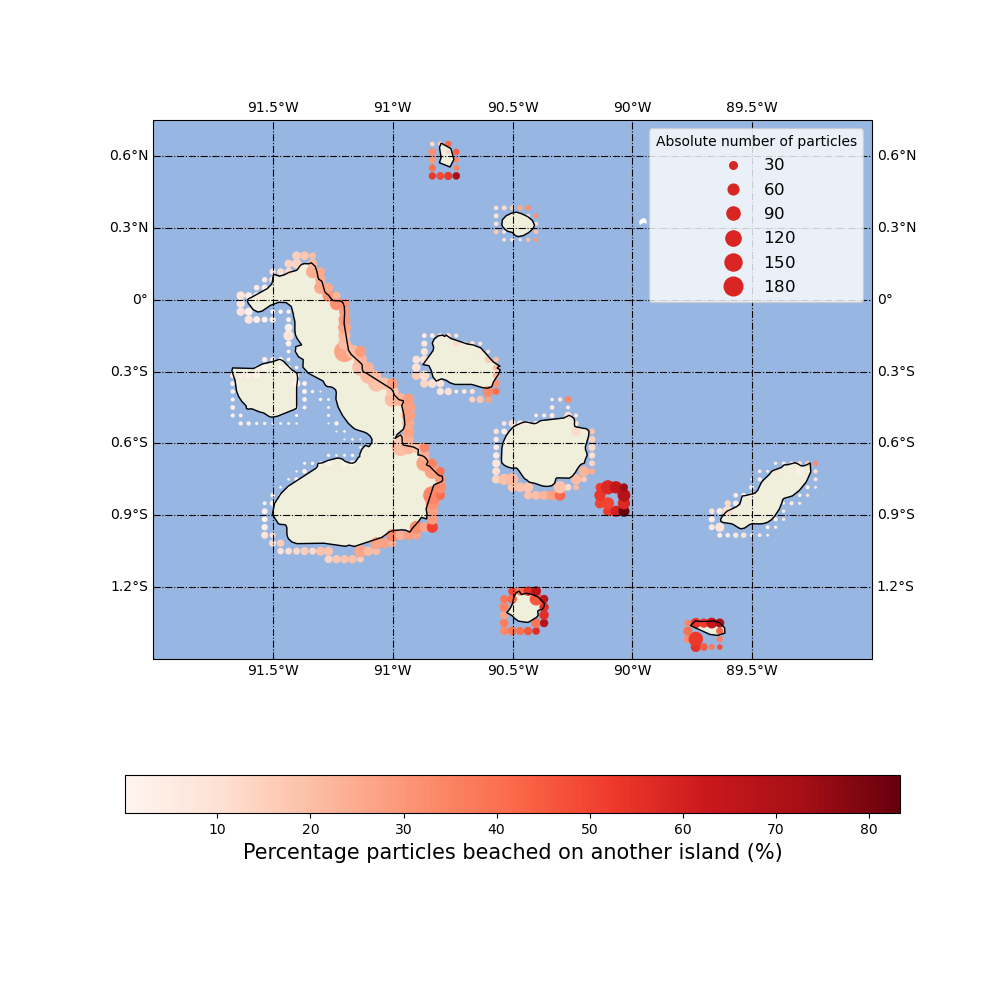 91.5°W 91°W 90.5°W 90°W 89.5°W
Absolute number of particles
0.6°N 30 0.6°N
60
90
0.3°N 0.3°N
120
150
180
0° 0°
0.3°S 0.3°S
0.6°S 0.6°S
0.9°S 0.9°S
1.2°S 1.2°S
91.5°W 91°W 90.5°W 90°W 89.5°W
10 20 30 40 50 60 70 80
Percentage particles beached on another island (%)